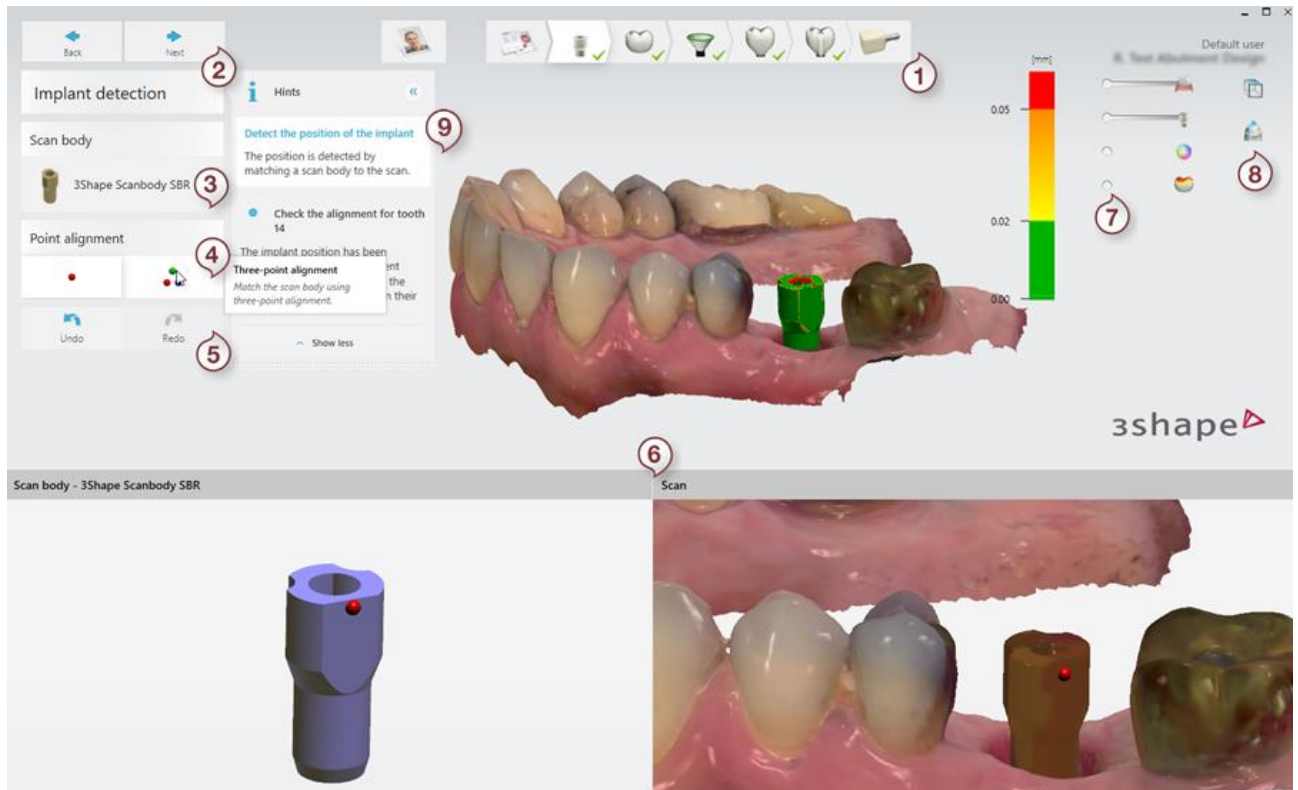 Back
Next
Default user
[mm]
1
2
Implant detection
Hints
«
0.05
9
Detect the position of the implant
Scan body
The position is detected by
matching a scan body to the scan.
8
3Shape Scanbody SBR
3
7
Check the alignment for tooth
14
0.02
Point alignment
The implant position has been
4
Three-point alignment
Match the scan body using
three-point alignment.
ent
the
n their
0.00
Undo
Redo
5
Show less
3shape
6
Scan body - 3Shape Scanbody SBR
Scan